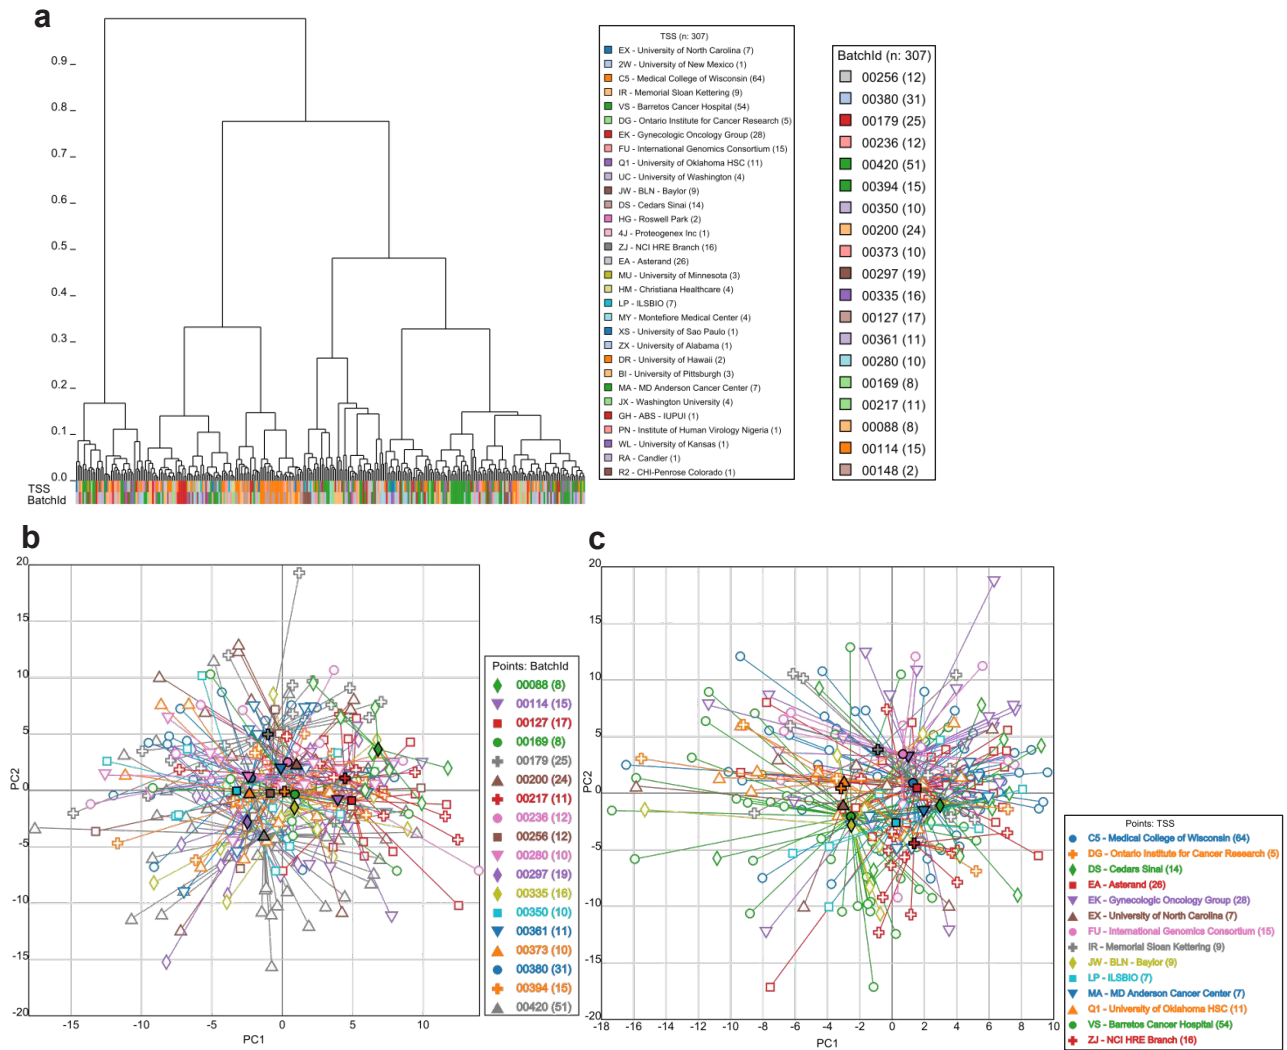 a
0.9
0.8
0.7
0.6
0.5
0.4
0.3
0.2
0.1
0.0
TSS
BatchId
TSS (n: 307)
EX - University of North Carolina (7)
2W - University of New Mexico (1)
C5 - Medical College of Wisconsin (64)
IR - Memorial Sloan Kettering (9)
VS - Barretos Cancer Hospital (54)
DG - Ontario Institute for Cancer Research (5)
EK - Gynecologic Oncology Group (28)
FU - International Genomics Consortium (15)
Q1 - University of Oklahoma HSC (11)
UC - University of Washington (4)
JW - BLN - Baylor (9)
DS - Cedars Sinai (14)
HG - Roswell Park (2)
4J - Proteogenex Inc (1)
ZJ - NCI HRE Branch (16)
EA - Asterand (26)
MU - University of Minnesota (3)
HM - Christiana Healthcare (4)
LP - ILSBIO (7)
MY - Montefiore Medical Center (4)
XS - University of Sao Paulo (1)
ZX - University of Alabama (1)
DR - University of Hawaii (2)
BI - University of Pittsburgh (3)
MA - MD Anderson Cancer Center (7)
JX - Washington University (4)
GH - ABS - IUPUI (1)
PN - Institute of Human Virology Nigeria (1)
WL - University of Kansas (1)
RA - Candler (1)
R2 - CHI-Penrose Colorado (1)
BatchId (n: 307)
00256 (12)
00380 (31)
00179 (25)
00236 (12)
00420 (51)
00394 (15)
00350 (10)
00200 (24)
00373 (10)
00297 (19)
00335 (16)
00127 (17)
00361 (11)
00280 (10)
00169 (8)
00217 (11)
00088 (8)
00114 (15)
00148 (2)
b
20
15
10
5
0
-5
-10
-15
-20
PC2
-15 -10 -5 0 5 10
PC1
Points: BatchId
00088 (8)
00114 (15)
00127 (17)
00169 (8)
00179 (25)
00200 (24)
00217 (11)
00236 (12)
00256 (12)
00280 (10)
00297 (19)
00335 (16)
00350 (10)
00361 (11)
00373 (10)
00380 (31)
00394 (15)
00420 (51)
c
20
15
10
5
0
-5
-10
-15
-20
PC2
-18 -16 -14 -12 -10 -8 -6 -4 -2 0 2 4 6 8 10
PC1
Points: TSS
C5 - Medical College of Wisconsin (64)
DG - Ontario Institute for Cancer Research (5)
DS - Cedars Sinai (14)
EA - Asterand (26)
EK - Gynecologic Oncology Group (28)
EX - University of North Carolina (7)
FU - International Genomics Consortium (15)
IR - Memorial Sloan Kettering (9)
JW - BLN - Baylor (9)
LP - ILSBIO (7)
MA - MD Anderson Cancer Center (7)
Q1 - University of Oklahoma HSC (11)
VS - Barretos Cancer Hospital (54)
ZJ - NCI HRE Branch (16)